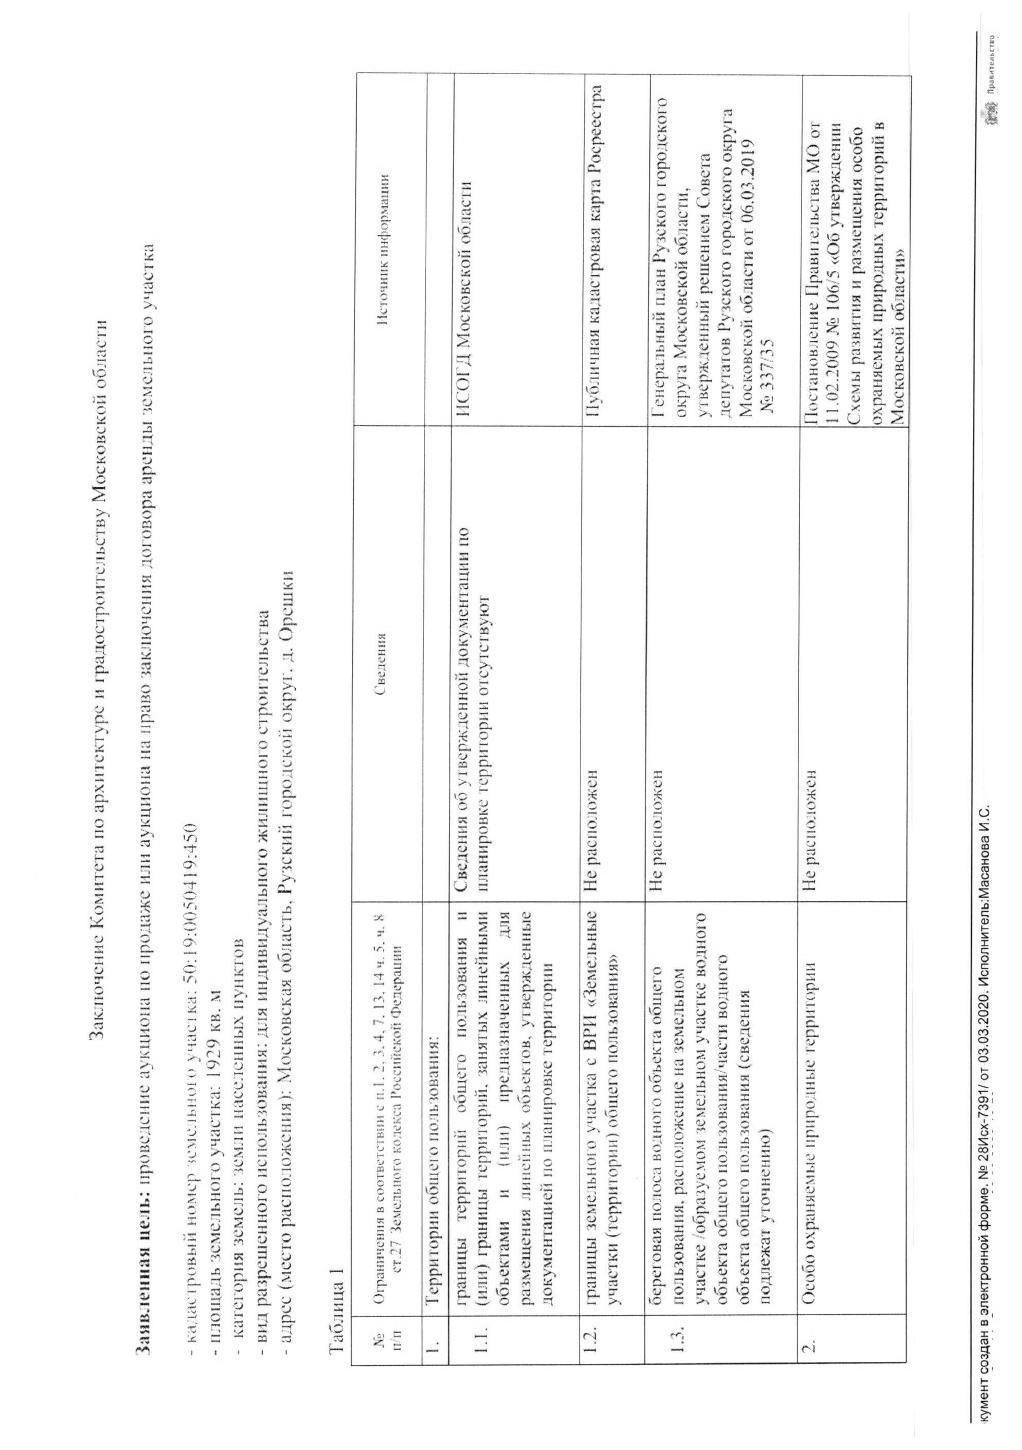 Заключение Комитета по архитектуре и градостроительству Московской области
Заявленная цель: проведение аукциона по продаже или аукциона на право заключения договора аренды земельного участка
- кадастровый номер земельного участка: 50:19:0050419:450
- площадь земельного участка: 1929 кв. м
- категория земель: земли населенных пунктов
- вид разрешенного использования: для индивидуального жилищного строительства
- адрес (место расположения): Московская область, Рузский городской округ, д. Орешки
Таблица 1
№
п/п
Ограничения в соответствии с п.1, 2, 3, 4, 7, 13, 14 ч. 5, ч. 8
ст.27 Земельного кодекса Российской Федерации
Сведения
Источник информации
1.
Территории общего пользования:
1.1.
границы территорий общего пользования и
(или) границы территорий, занятых линейными
объектами и (или) предназначенных для
размещения линейных объектов, утвержденные
документацией по планировке территории
Сведения об утвержденной документации по
планировке территории отсутствуют
ИСОГД Московской области
1.2.
границы земельного участка с ВРИ «Земельные
участки (территории) общего пользования»
Не расположен
Публичная кадастровая карта Росреестра
1.3.
береговая полоса водного объекта общего
пользования, расположение на земельном
участке /образуемом земельном участке водного
объекта общего пользования/части водного
объекта общего пользования (сведения
подлежат уточнению)
Не расположен
Генеральный план Рузского городского
округа Московской области,
утвержденный решением Совета
депутатов Рузского городского округа
Московской области от 06.03.2019
№ 337/35
2.
Особо охраняемые природные территории
Не расположен
Постановление Правительства МО от
11.02.2009 № 106/5 «Об утверждении
Схемы развития и размещения особо
охраняемых природных территорий в
Московской области»
кумент создан в электронной форме. № 28Исх-7391/ от 03.03.2020. Исполнитель:Масанова И.С.
Правительство